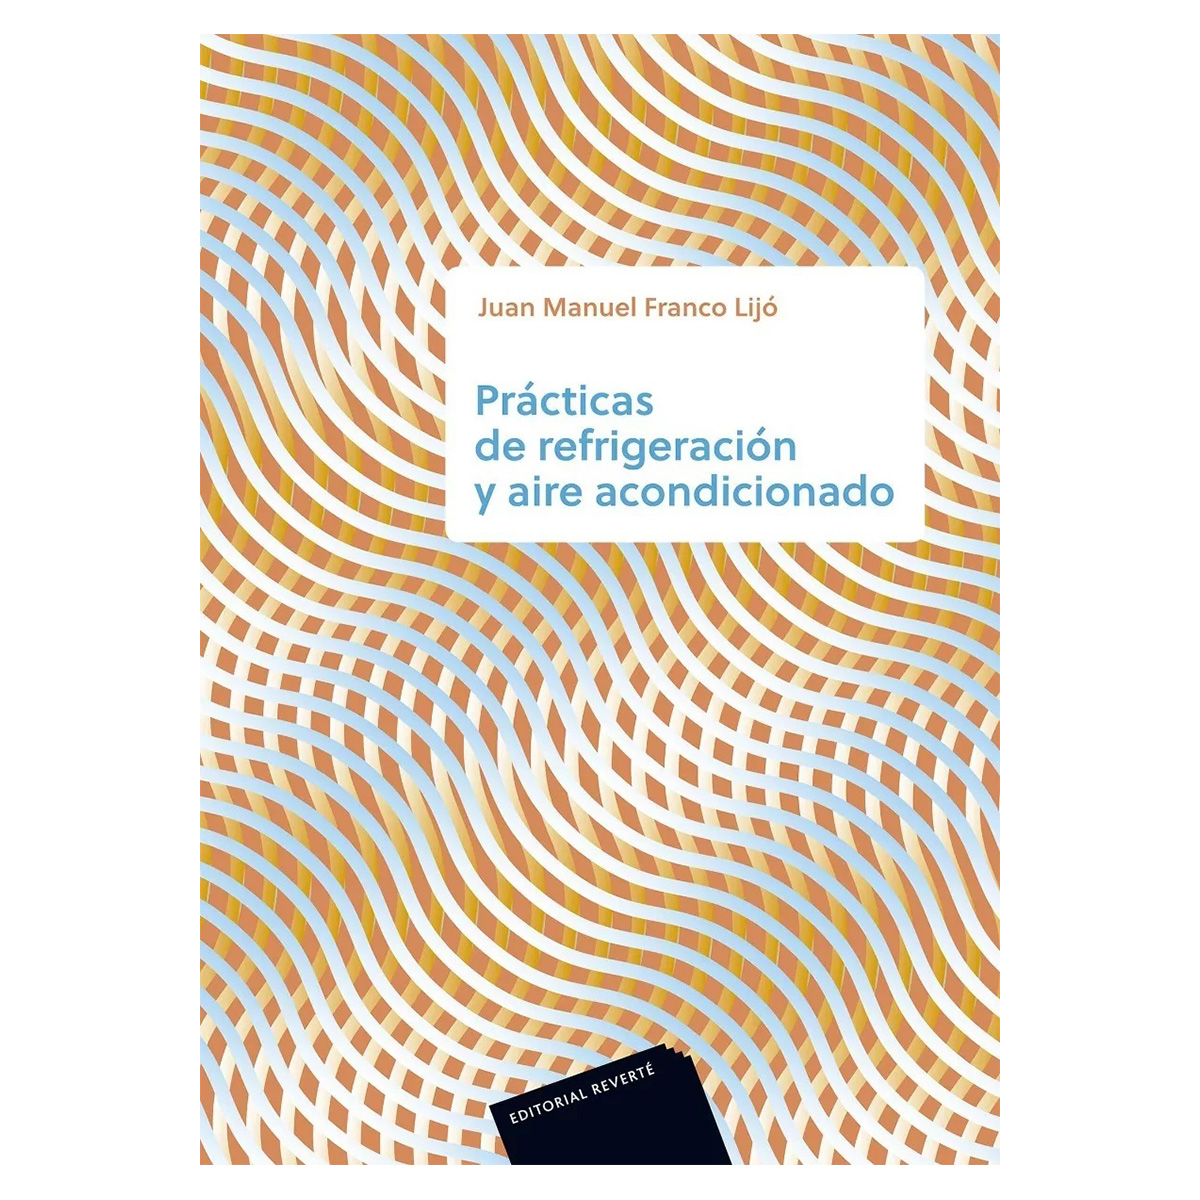 Juan Manuel Franco Lijó
Prácticas
de refrigeración
y aire acondicionado
EDITORIAL REVERTÉ